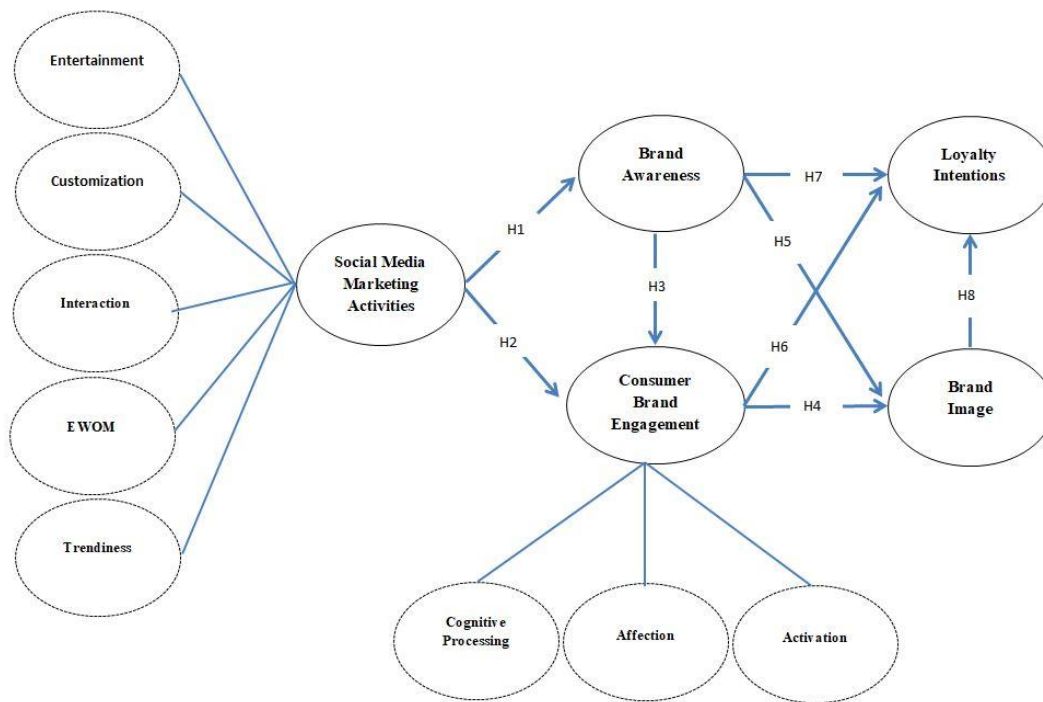 Entertainment
Customization
Interaction
EWOM
Trendiness
Social Media
Marketing
Activities
H1
H2
Brand
Awareness
H3
Consumer
Brand
Engagement
H7
H5
H6
H4
Loyalty
Intentions
H8
Brand
Image
Cognitive
Processing
Affection
Activation